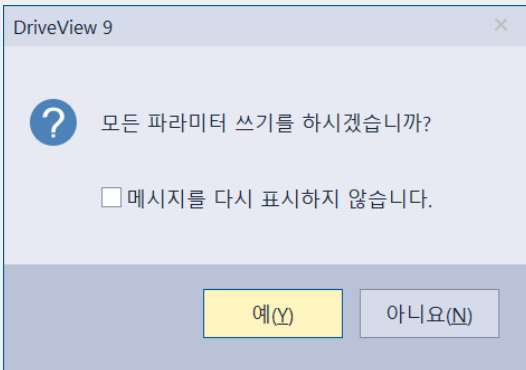 DriveView 9
모든 파라미터 쓰기를 하시겠습니까?
메시지를 다시 표시하지 않습니다.
예(Y)
아니요(N)